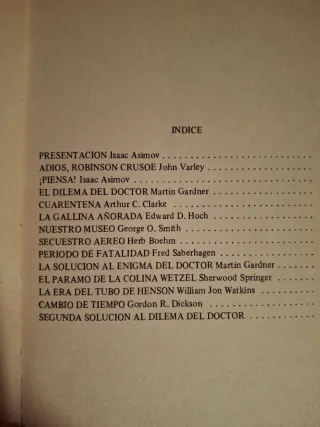 INDICE
PRESENTACION Isaac Asimov . . . . . . . . . . . . . . . . . . . . . . . .
ADIOS, ROBINSON CRUSOE John Varley . . . . . . . . . . . . . . .
¡PIENSA! Isaac Asimov . . . . . . . . . . . . . . . . . . . . . . . . . . . . .
EL DILEMA DEL DOCTOR Martin Gardner . . . . . . . . . . . . .
CUARENTENA Arthur C. Clarke . . . . . . . . . . . . . . . . . . . . .
LA GALLINA AÑORADA Edward D. Hoch . . . . . . . . . . . . . .
NUESTRO MUSEO George O. Smith . . . . . . . . . . . . . . . . . . .
SECUESTRO AEREO Herb Boehm . . . . . . . . . . . . . . . . . . . .
PERIODO DE FATALIDAD Fred Saberhagen . . . . . . . . . . . . .
LA SOLUCION AL ENIGMA DEL DOCTOR Martin Gardner . . .
EL PARAMO DE LA COLINA WETZEL Sherwood Springer . . .
LA ERA DEL TUBO DE HENSON William Jon Watkins . . . . . .
CAMBIO DE TIEMPO Gordon R. Dickson . . . . . . . . . . . . . . .
SEGUNDA SOLUCION AL DILEMA DEL DOCTOR . . . . . . . .